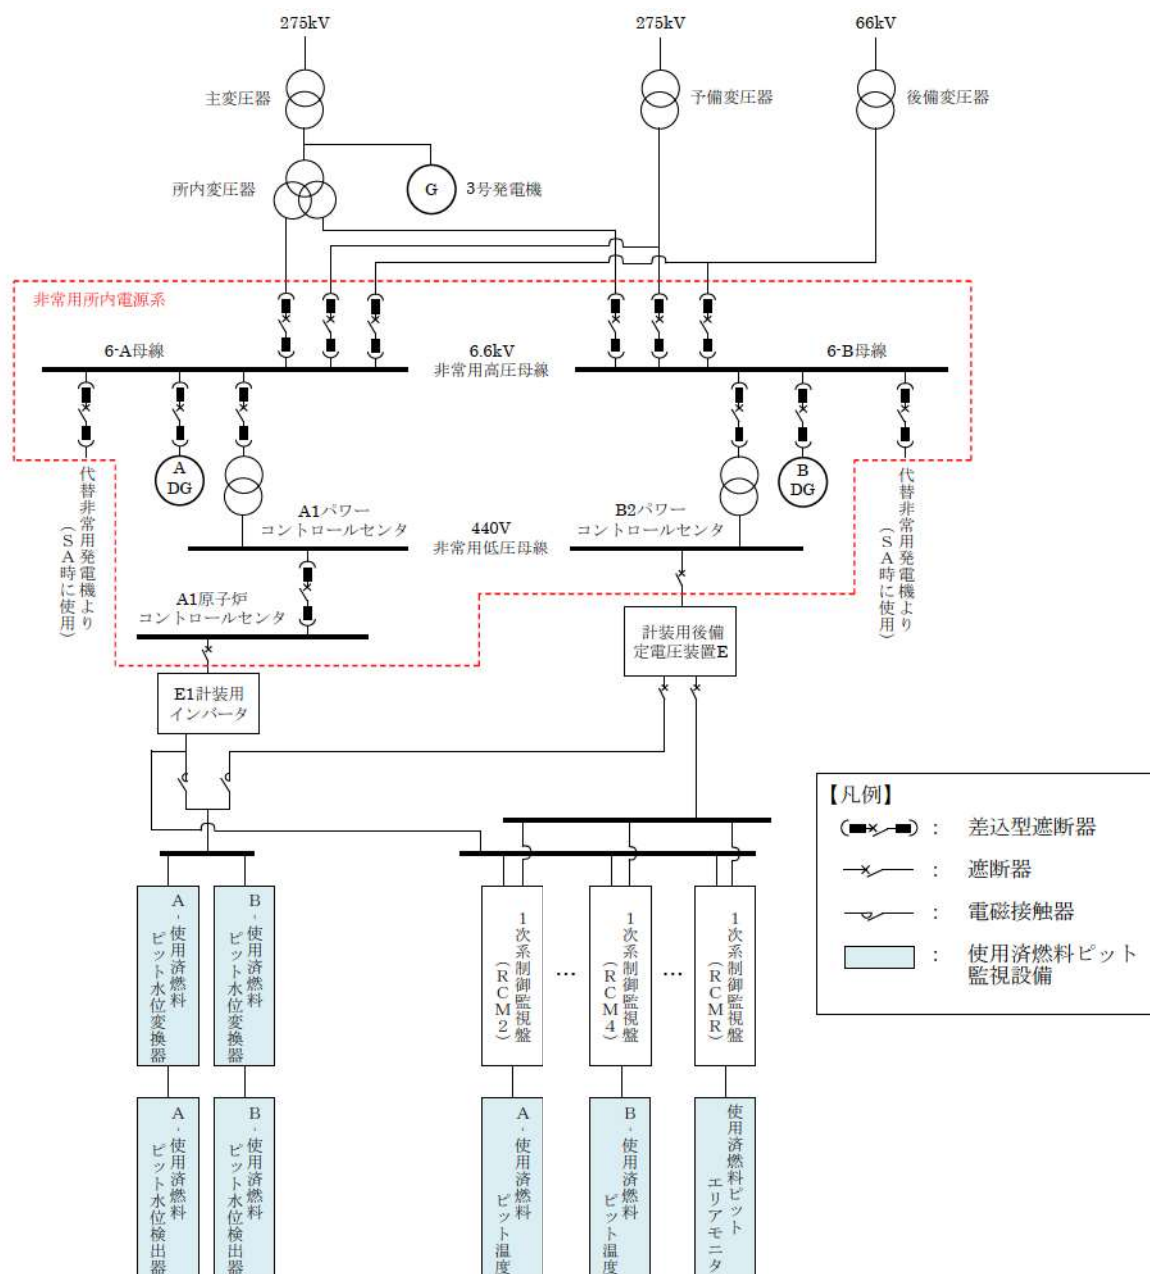 275kV
275kV
66kV
主変圧器
予備変圧器
後備変圧器
所内変圧器
G
3号発電機
非常用所内電源系
6-A母線
6.6kV
非常用高圧母線
6-B母線
A
DG
B
DG
代替非常用発電機より
(SA時に使用)
A1パワー
コントロールセンタ
440V
非常用低圧母線
B2パワー
コントロールセンタ
代替非常用発電機より
(SA時に使用)
A1原子炉
コントロールセンタ
計装用後備
定電圧装置E
E1計装用
インバータ
【凡例】
: 差込型遮断器
: 遮断器
: 電磁接触器
: 使用済燃料ピット
監視設備
A-使用済燃料
ピット水位変換器
B-使用済燃料
ピット水位変換器
1次系制御監視盤
(RCM2)
…
1次系制御監視盤
(RCM4)
…
1次系制御監視盤
(RCMR)
A-使用済燃料
ピット水位検出器
B-使用済燃料
ピット水位検出器
A-使用済燃料
ピット温度
B-使用済燃料
ピット温度
使用済燃料ピット
エリアモニタ